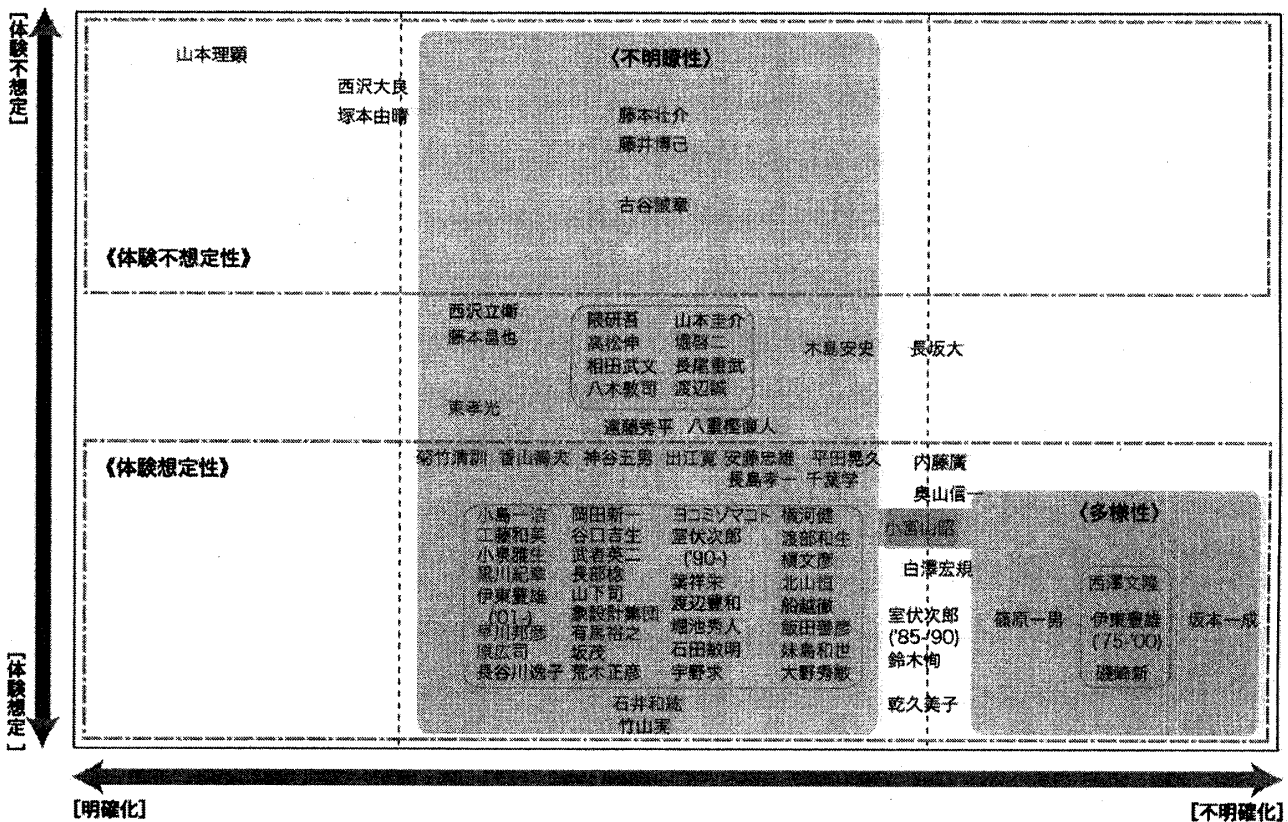 [体験不想定]
山本理顕
〈不明瞭性〉
西沢大良
塚本由晴
藤本壮介
藤井博己
古谷誠章
《体験不想定性》
西沢立衛
藤本昌也
隈研吾 山本圭介
高松伸 堀啓二
相田武文 長尾重武
八木敦司 渡辺誠
木島安史
長坂大
東孝光
遠藤秀平 八重樫直人
《体験想定性》
菊竹清訓 香山壽夫 神谷五男 出江寛 安藤忠雄 平田晃久
長島孝一 千葉学
内藤廣
奥山信一
小宮山昭
白澤宏規
室伏次郎
('85-'90)
鈴木恂
乾久美子
小島一浩 岡田新一 ヨコミゾマコト 横河健
工藤和美 谷口吉生 室伏次郎 渡部和生
小泉雅生 武者英二 ('90-) 槇文彦
黒川紀章 長部稔 葉祥栄 北山恒
伊東豊雄 山下司 渡辺豊和 船越徹
('01-) 象設計集団 堀池秀人 飯田善彦
早川邦彦 有馬裕之 石田敏明 妹島和世
原広司 坂茂 宇野求 大野秀敏
長谷川逸子 荒木正彦
石井和紘
竹山実
〈多様性〉
篠原一男
西澤文隆
伊東豊雄
('75-'00)
磯崎新
坂本一成
[体験想定]
[明確化]
[不明確化]